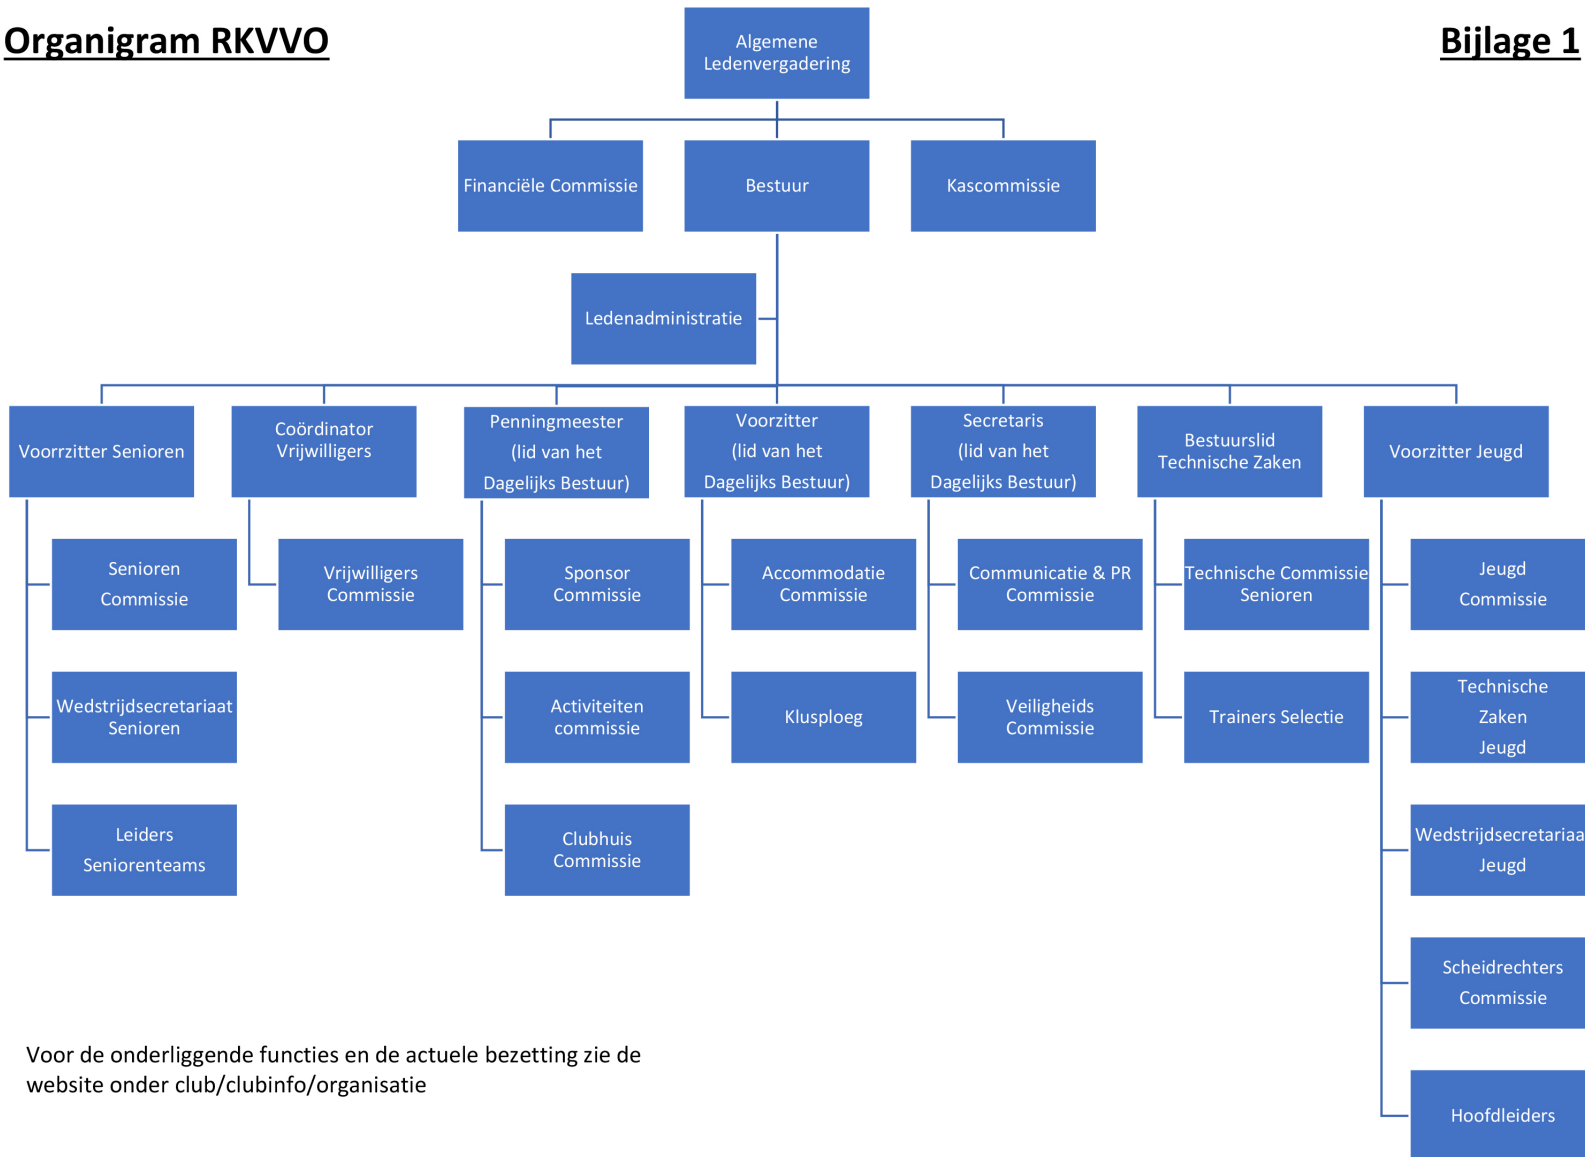 Organigram RKVVO
Bijlage 1
Algemene
Ledenvergadering
Financiële Commissie
Bestuur
Kascommissie
Ledenadministratie
Voorrzitter Senioren
Coördinator
Vrijwilligers
Penningmeester
(lid van het
Dagelijks Bestuur)
Voorzitter
(lid van het
Dagelijks Bestuur)
Secretaris
(lid van het
Dagelijks Bestuur)
Bestuurslid
Technische Zaken
Voorzitter Jeugd
Senioren
Commissie
Vrijwilligers
Commissie
Sponsor
Commissie
Accommodatie
Commissie
Communicatie & PR
Commissie
Technische Commissie
Senioren
Jeugd
Commissie
Wedstrijdsecretariaat
Senioren
Activiteiten
commissie
Klusploeg
Veiligheids
Commissie
Trainers Selectie
Technische
Zaken
Jeugd
Leiders
Seniorenteams
Clubhuis
Commissie
Wedstrijdsecretariaa
Jeugd
Scheidrechters
Commissie
Hoofdleiders
Voor de onderliggende functies en de actuele bezetting zie de
website onder club/clubinfo/organisatie